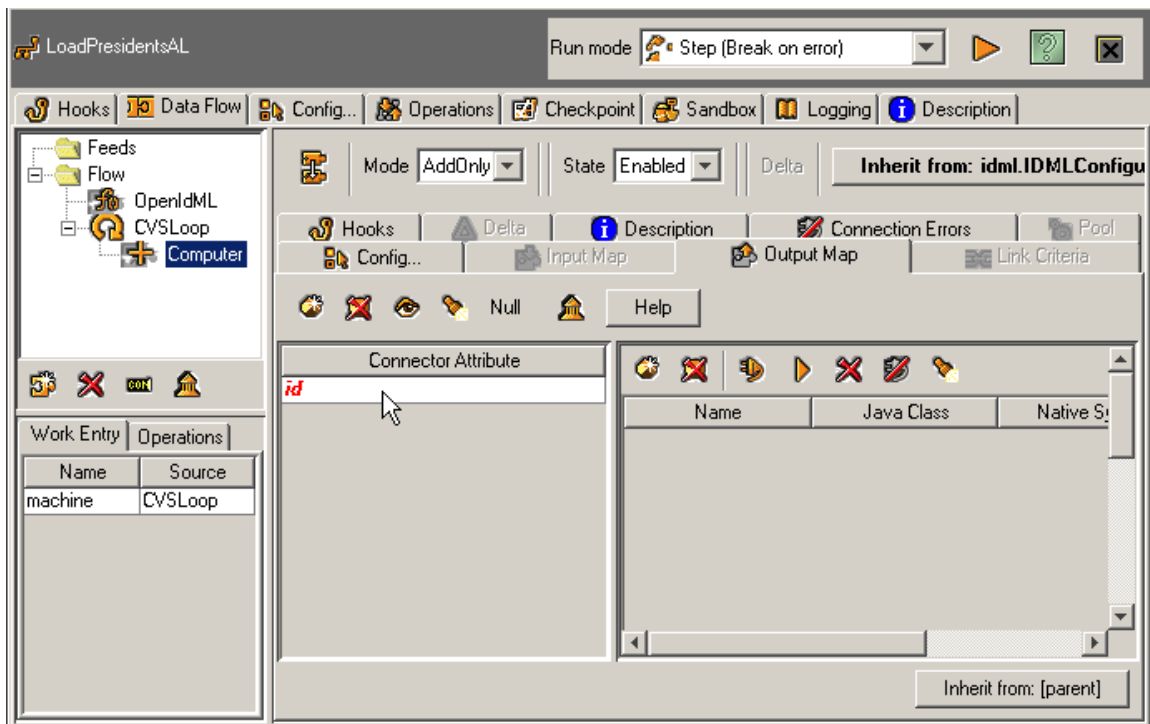 LoadPresidentsAL
Run mode Step (Break on error)
Hooks Data Flow Config... Operations Checkpoint Sandbox Logging Description
Feeds
Flow
OpenIdML
CVSLoop
Computer
Mode AddOnly State Enabled Delta Inherit from: idml.IDMLConfigu
Hooks Delta Description Connection Errors Pool
Config... Input Map Output Map Link Criteria
Null Help
Connector Attribute
id
Name Java Class Native Sy
Work Entry Operations
Name Source
machine CVSLoop
Inherit from: [parent]